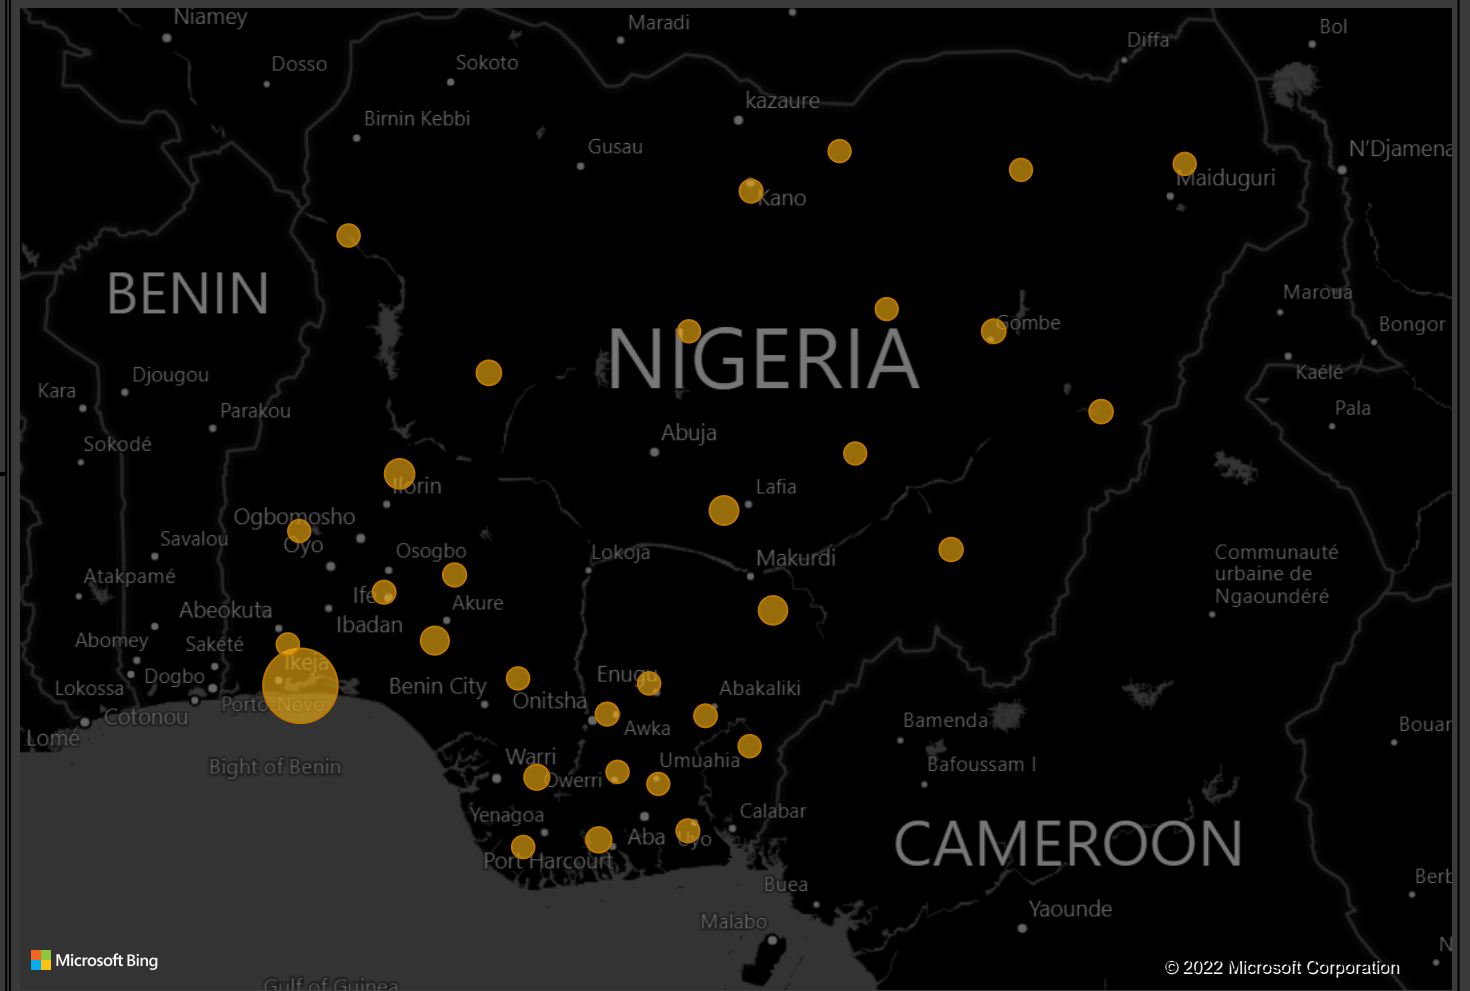 Niamey
Maradi
Bol
Diffa
Dosso
Sokoto
kazaure
Birnin Kebbi
Gusau
N'Djamena
Maiduguri
Kano
BENIN
Maroua
Gombe
Bongor
NIGERIA
Djougou
Kaélé
Kara
Parakou
Pala
Abuja
Sokodé
Ilorin
Lafia
Ogbomosho
Savalou
Oyo
Osogbo
Lokoja
Makurdi
Communauté
urbaine de
Ngaoundéré
Atakpamé
Ife
Akure
Abeokuta
Ibadan
Abomey
Sakété
Ikeja
Dogbo
Enugu
Lokossa
Benin City
Abakaliki
Onitsha
Porto-Novo
Cotonou
Bamenda
Bouar
Awka
Lomé
Warri
Umuahia
Bafoussam I
Bight of Benin
Owerri
Calabar
Yenagoa
Aba
Uyo
CAMEROON
Port Harcourt
Buea
Berb
Yaounde
Malabo
N
Microsoft Bing
© 2022 Microsoft Corporation
Gulf of Guinea